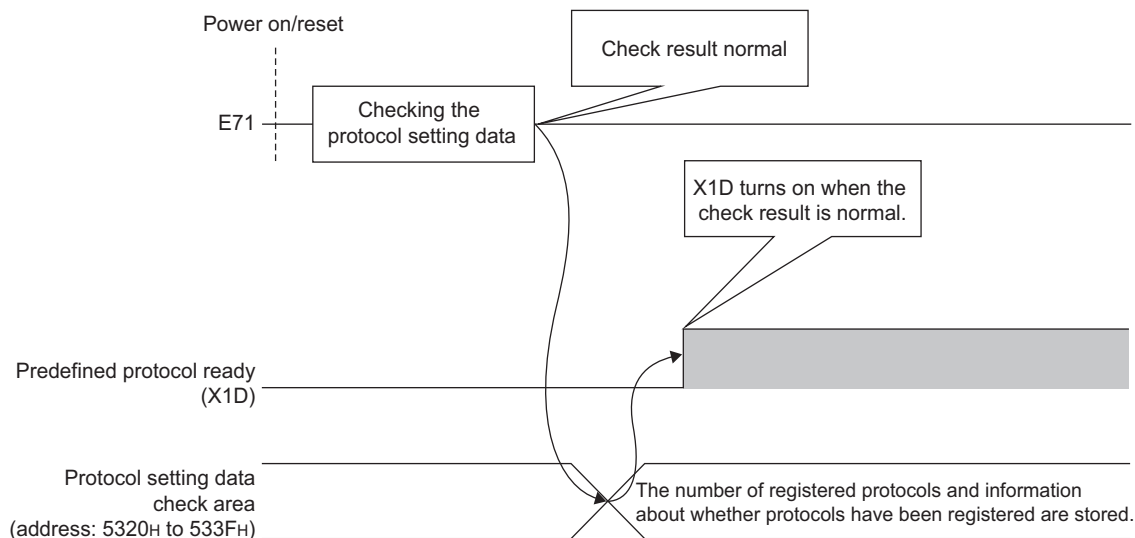 Power on/reset
Check result normal
E71
Checking the
protocol setting data
X1D turns on when the
check result is normal.
Predefined protocol ready
(X1D)
Protocol setting data
check area
(address: 5320H to 533FH)
The number of registered protocols and information
about whether protocols have been registered are stored.